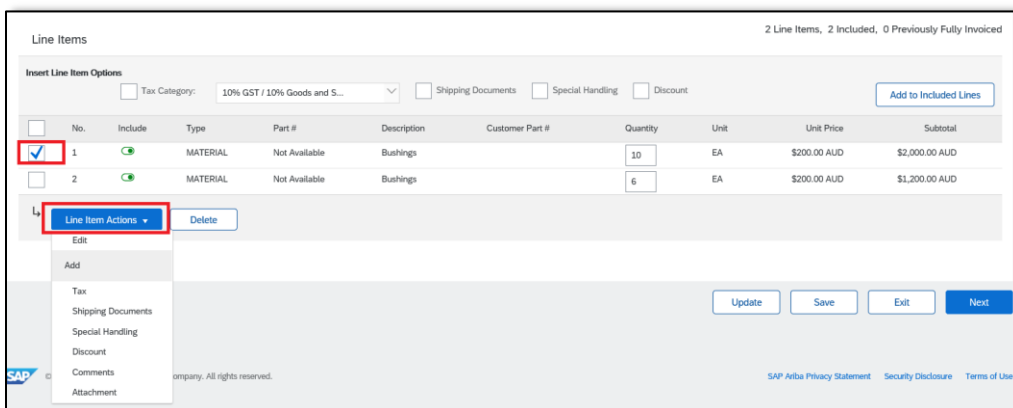 2 Line Items, 2 Included, 0 Previously Fully Invoiced
Line Items
Insert Line Item Options
Tax Category: 10% GST / 10% Goods and S... Shipping Documents Special Handling Discount
Add to Included Lines
No. Include Type Part # Description Customer Part # Quantity Unit Unit Price Subtotal
1 MATERIAL Not Available Bushings 10 EA $200.00 AUD $2,000.00 AUD
2 MATERIAL Not Available Bushings 6 EA $200.00 AUD $1,200.00 AUD
Line Item Actions Delete
Edit
Add
Tax
Shipping Documents
Update Save Exit Next
Special Handling
Discount
Comments
SAP © ompany. All rights reserved. SAP Ariba Privacy Statement Security Disclosure Terms of Use
Attachment